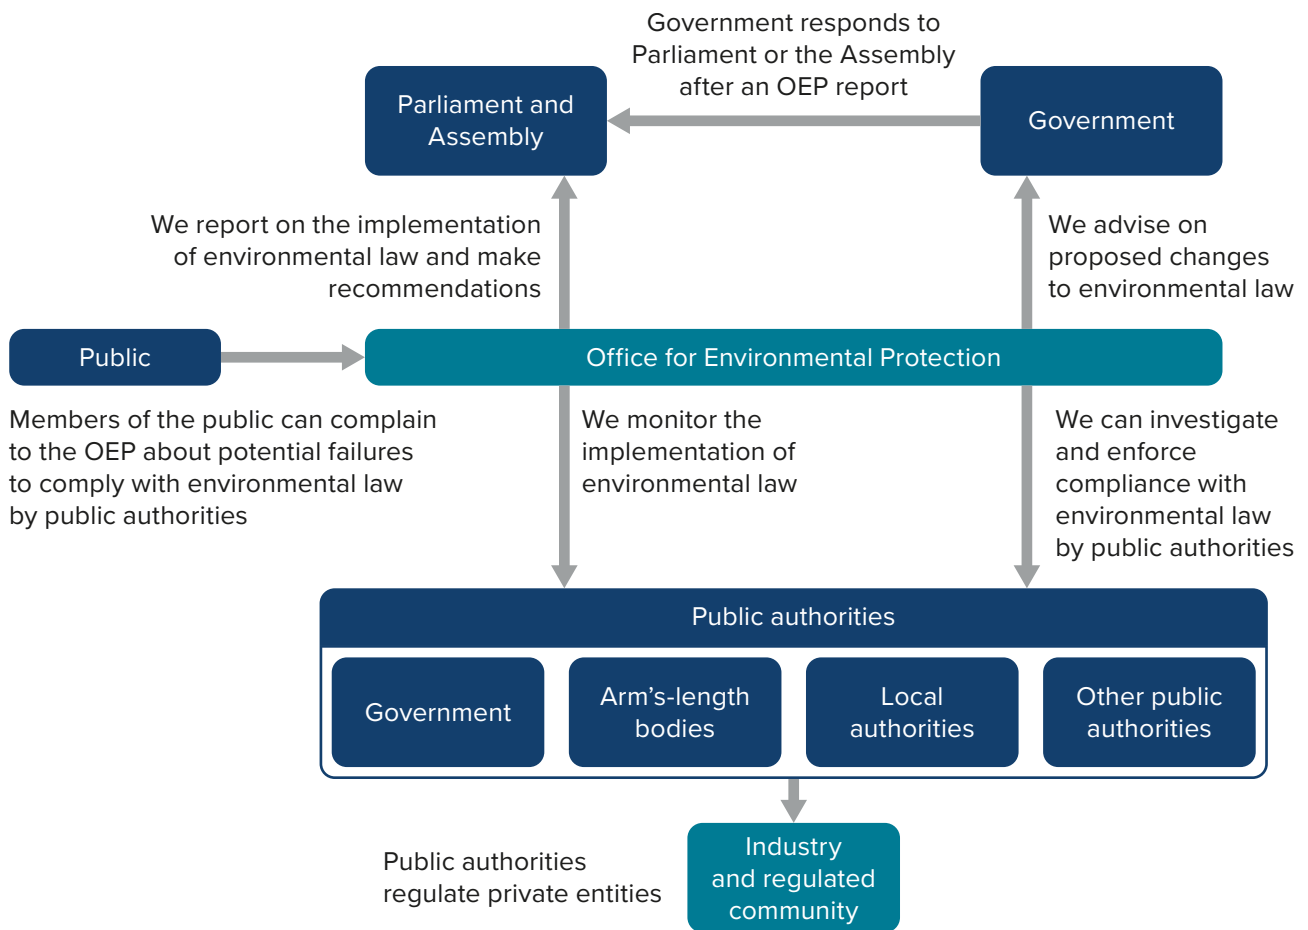 Government responds to
Parliament or the Assembly
after an OEP report
Parliament and
Assembly
Government
We report on the implementation
of environmental law and make
recommendations
We advise on
proposed changes
to environmental law
Public
Office for Environmental Protection
Members of the public can complain
to the OEP about potential failures
to comply with environmental law
by public authorities
We monitor the
implementation of
environmental law
We can investigate
and enforce
compliance with
environmental law
by public authorities
Public authorities
Government
Arm’s-length
bodies
Local
authorities
Other public
authorities
Public authorities
regulate private entities
Industry
and regulated
community